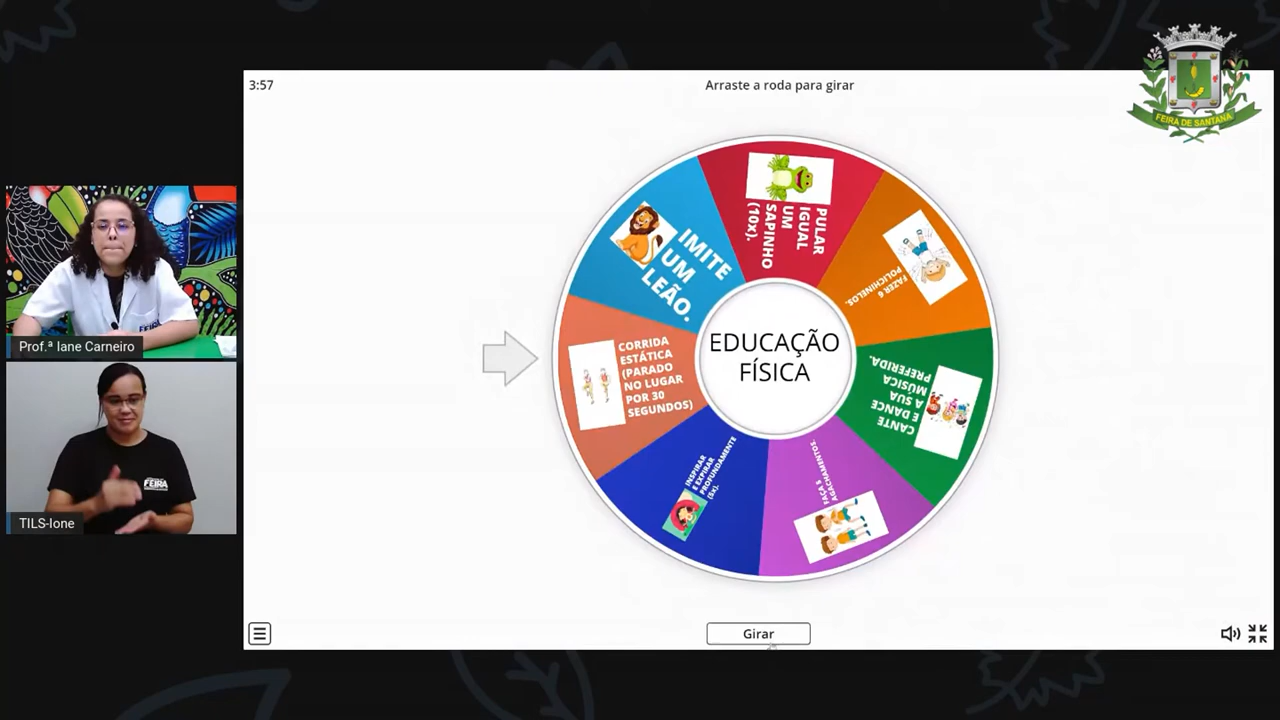 3:57
Arraste a roda para girar
FEIRA DE SANTANA
PULAR
IGUAL
UM
SAPINHO
(10x).
FAZER 6
POLICHINELOS.
CANTE
E DANCE
A SUA
MÚSICA
PREFERIDA.
FAÇA 5
AGACHAMENTOS.
INSPIRAR
E EXPIRAR
PROFUNDAMENTE
(5x).
CORRIDA
ESTÁTICA
(PARADO
NO LUGAR
POR 30
SEGUNDOS)
IMITE
UM
LEÃO.
EDUCAÇÃO
FÍSICA
FEIRA
Prof.ª Iane Carneiro
FEIRA
TILS-Ione
Girar